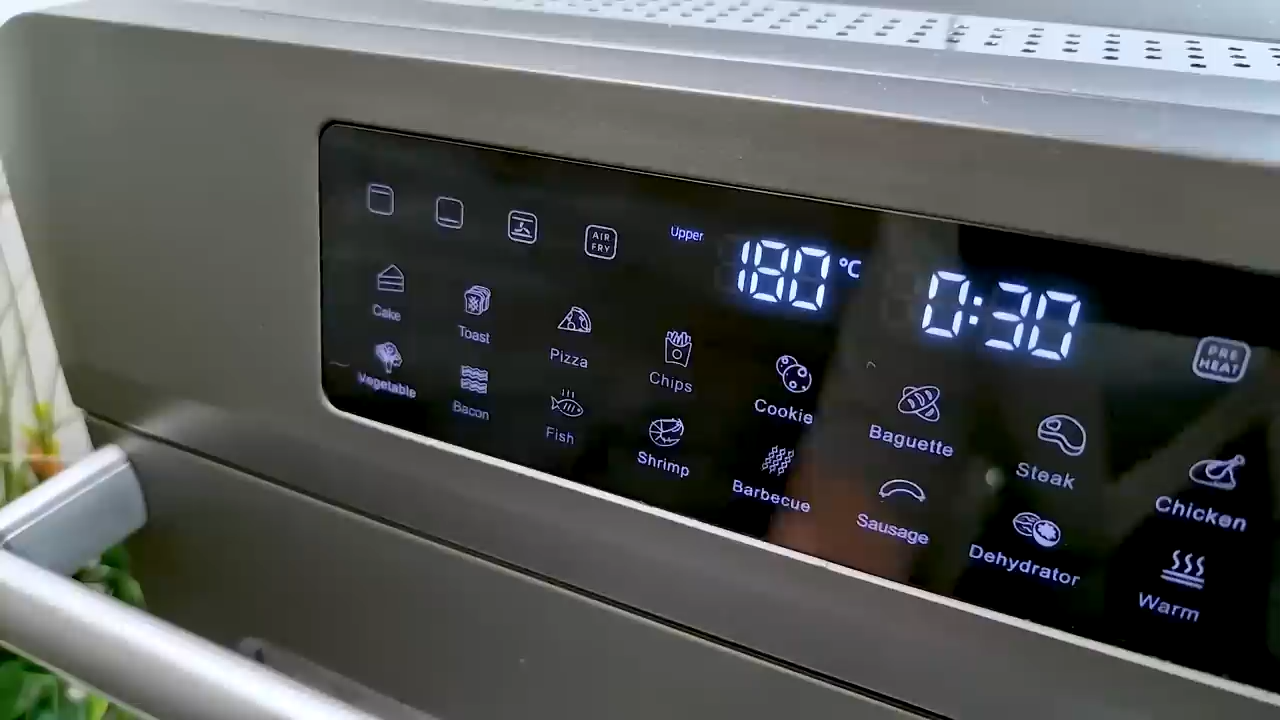 AIR FRY
Upper 180 °C 0:30
PRE HEAT
Cake Toast Pizza Chips Cookie Baguette Steak Chicken
Vegetable Bacon Fish Shrimp Barbecue Sausage Dehydrator Warm